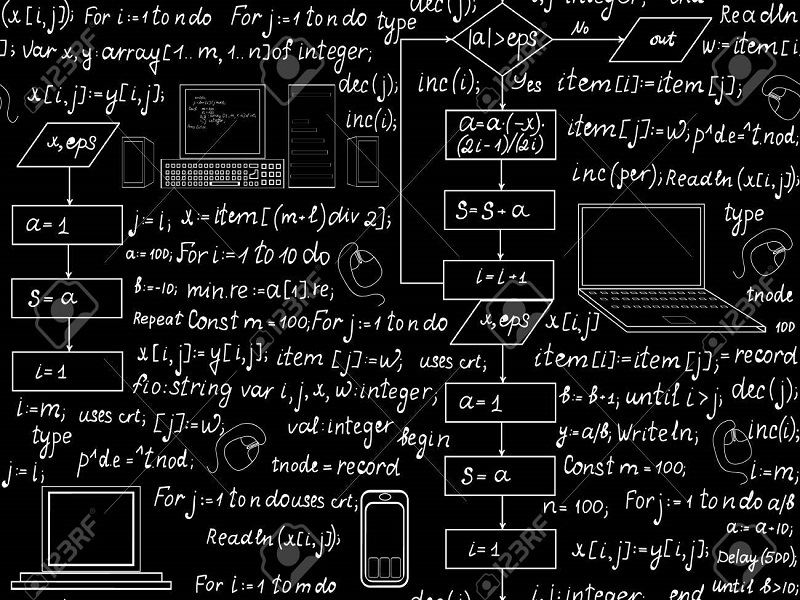 (x[i,j]); For i:=1 to n do For j:=1 to n do type
dec(j);
ReadLn
]; var x, y: array[1..m, 1..n] of integer;
|a|>eps
No
out
w:=item[i
x[i,j]:=y[i,j];
dec(j); inc(i); Yes item[i]:=item[j];
inc(i);
x, eps
a=a·(-x)·
(2i-1)/(2i)
item[j]:=w; p^d.e=^t.nod;
inc(per); ReadLn(x[i,j]);
type
a=1
j:=i; x:=item[(m+l)div 2];
S=S+a
a:=100; For i:=1 to 10 do
i=i+1
S=a
b:=-10; min.re:=a[1].re;
tnode
100
Repeat Const m=100; For j:=1 to n do
x, eps
x[i,j]
i=1
x[i,j]:=y[i,j]; item [j]:=w; uses crt;
item[i]:=item[j]; =record
fio:string var i, j, x, w:integer;
a=1
b:=b+1; until i>j; dec(j);
i:=m; uses crt; [j]:=w;
val:integer
begin
y:=a/b; Writeln; inc(i);
type
j:=i; p^d.e=^t.nod;
tnode=record
S=a
Const m=100; i:=m;
For j:=1 to n do uses crt;
n=100; For j:=1 to n do a/b
a:=a+10;
ReadLn(x[i,j]);
i=1
x[i,j]:=y[i,j]; Delay(500);
For i:=1 to m do
dec(j);
i,j:integer; end until b>10;
123RF